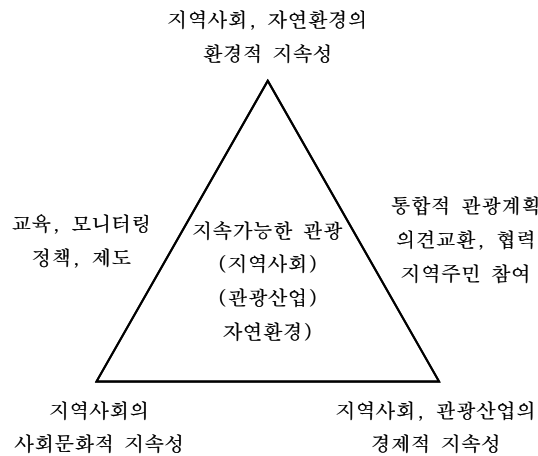 지역사회, 자연환경의
환경적 지속성
교육, 모니터링
정책, 제도
지속가능한 관광
(지역사회)
(관광산업)
자연환경)
통합적 관광계획
의견교환, 협력
지역주민 참여
지역사회의
사회문화적 지속성
지역사회, 관광산업의
경제적 지속성